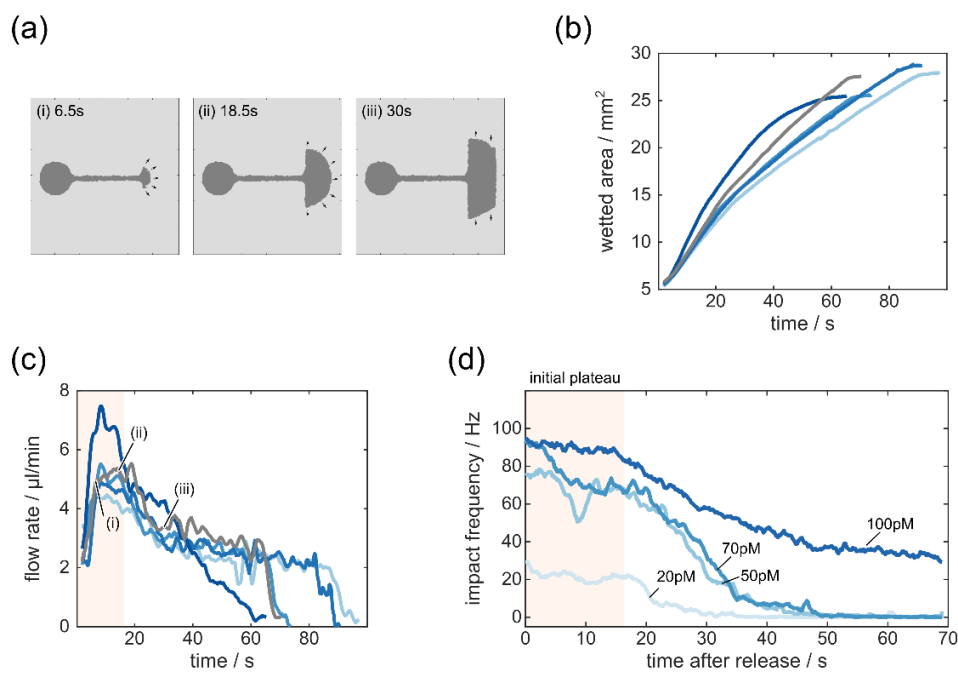 (a)
(i) 6.5s
(ii) 18.5s
(iii) 30s
(b)
30
25
20
15
10
5
wetted area / mm²
20
40
60
80
time / s
(c)
8
6
4
2
0
flow rate / µl/min
(ii)
(i)
(iii)
20
40
60
80
time / s
(d)
initial plateau
100
80
60
40
20
0
impact frequency / Hz
100pM
70pM
20pM
50pM
0
10
20
30
40
50
60
70
time after release / s